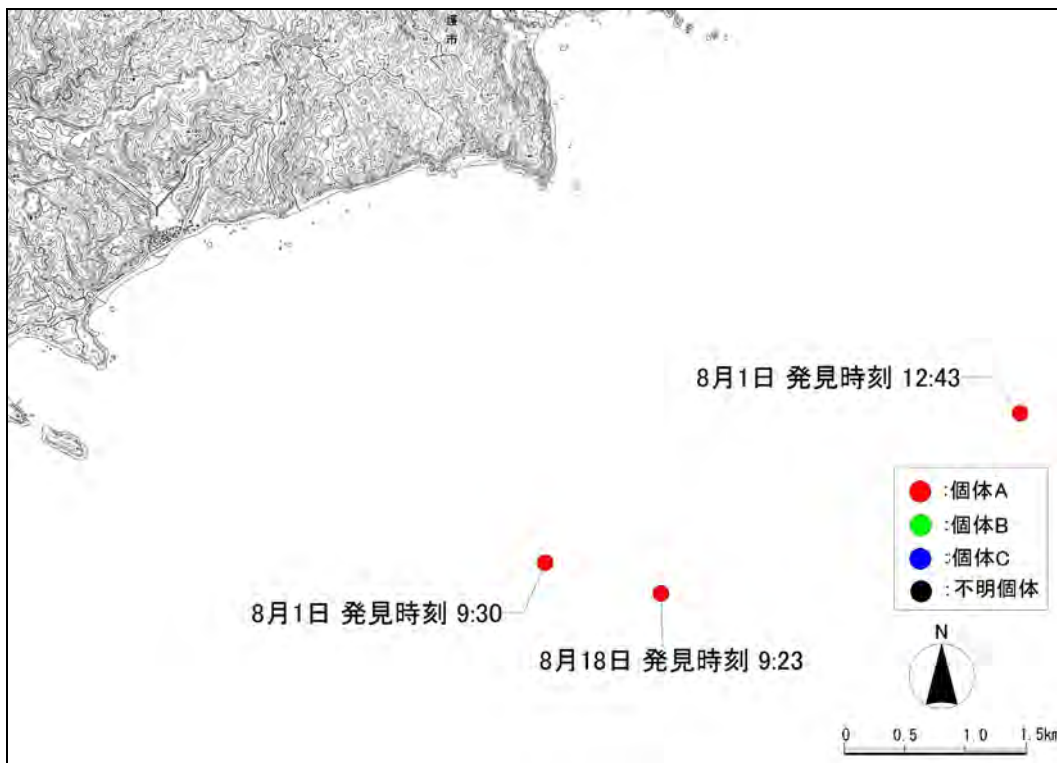 護
市
8月1日 発見時刻 12:43
:個体A
:個体B
:個体C
:不明個体
8月1日 発見時刻 9:30
8月18日 発見時刻 9:23
N
0 0.5 1.0 1.5km